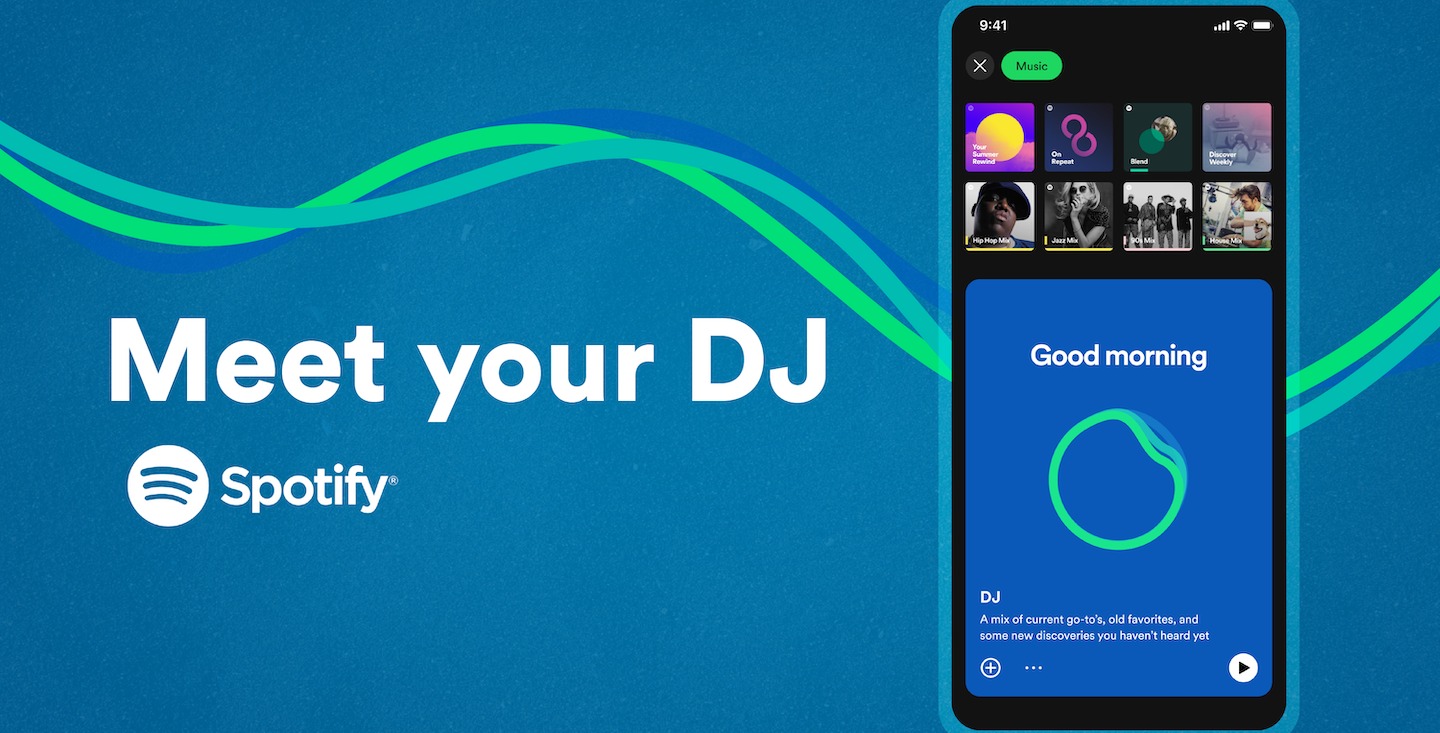 Meet your DJ
Spotify®
9:41
Music
Your
Summer
Rewind
On
Repeat
Blend
Discover
Weekly
Hip Hop Mix
Jazz Mix
90s Mix
House Mix
Good morning
DJ
A mix of current go-to's, old favorites, and
some new discoveries you haven't heard yet